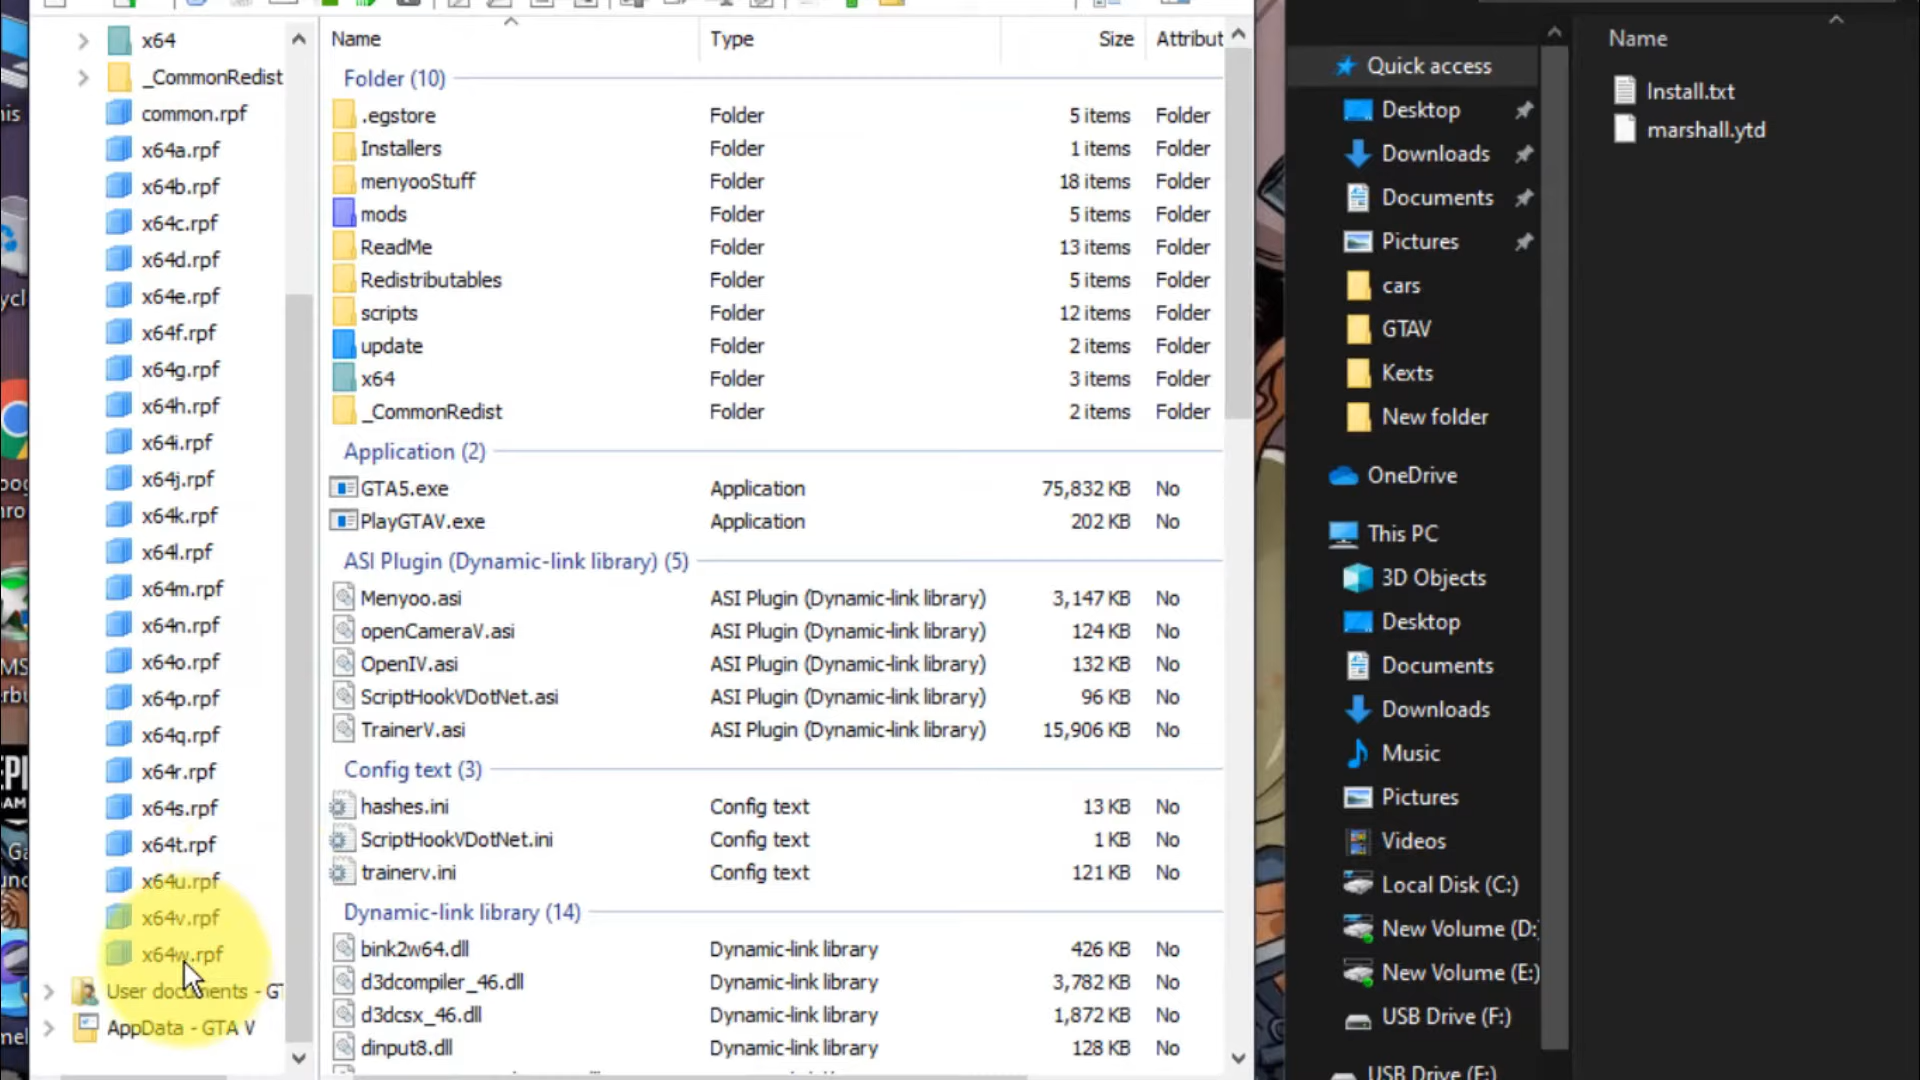 x64
_CommonRedist
common.rpf
x64a.rpf
x64b.rpf
x64c.rpf
x64d.rpf
x64e.rpf
x64f.rpf
x64g.rpf
x64h.rpf
x64i.rpf
x64j.rpf
x64k.rpf
x64l.rpf
x64m.rpf
x64n.rpf
x64o.rpf
x64p.rpf
x64q.rpf
x64r.rpf
x64s.rpf
x64t.rpf
x64u.rpf
x64v.rpf
x64w.rpf
User documents - GT
AppData - GTA V
Name Type Size Attribut
Folder (10)
.egstore Folder 5 items Folder
Installers Folder 1 items Folder
menyooStuff Folder 18 items Folder
mods Folder 5 items Folder
ReadMe Folder 13 items Folder
Redistributables Folder 5 items Folder
scripts Folder 12 items Folder
update Folder 2 items Folder
x64 Folder 3 items Folder
_CommonRedist Folder 2 items Folder
Application (2)
GTA5.exe Application 75,832 KB No
PlayGTAV.exe Application 202 KB No
ASI Plugin (Dynamic-link library) (5)
Menyoo.asi ASI Plugin (Dynamic-link library) 3,147 KB No
openCameraV.asi ASI Plugin (Dynamic-link library) 124 KB No
OpenIV.asi ASI Plugin (Dynamic-link library) 132 KB No
ScriptHookVDotNet.asi ASI Plugin (Dynamic-link library) 96 KB No
TrainerV.asi ASI Plugin (Dynamic-link library) 15,906 KB No
Config text (3)
hashes.ini Config text 13 KB No
ScriptHookVDotNet.ini Config text 1 KB No
trainerv.ini Config text 121 KB No
Dynamic-link library (14)
bink2w64.dll Dynamic-link library 426 KB No
d3dcompiler_46.dll Dynamic-link library 3,782 KB No
d3dcsx_46.dll Dynamic-link library 1,872 KB No
dinput8.dll Dynamic-link library 128 KB No
Quick access
Desktop
Downloads
Documents
Pictures
cars
GTAV
Kexts
New folder
OneDrive
This PC
3D Objects
Desktop
Documents
Downloads
Music
Pictures
Videos
Local Disk (C:)
New Volume (D:)
New Volume (E:)
USB Drive (F:)
USB Drive (F:)
Name
Install.txt
marshall.ytd